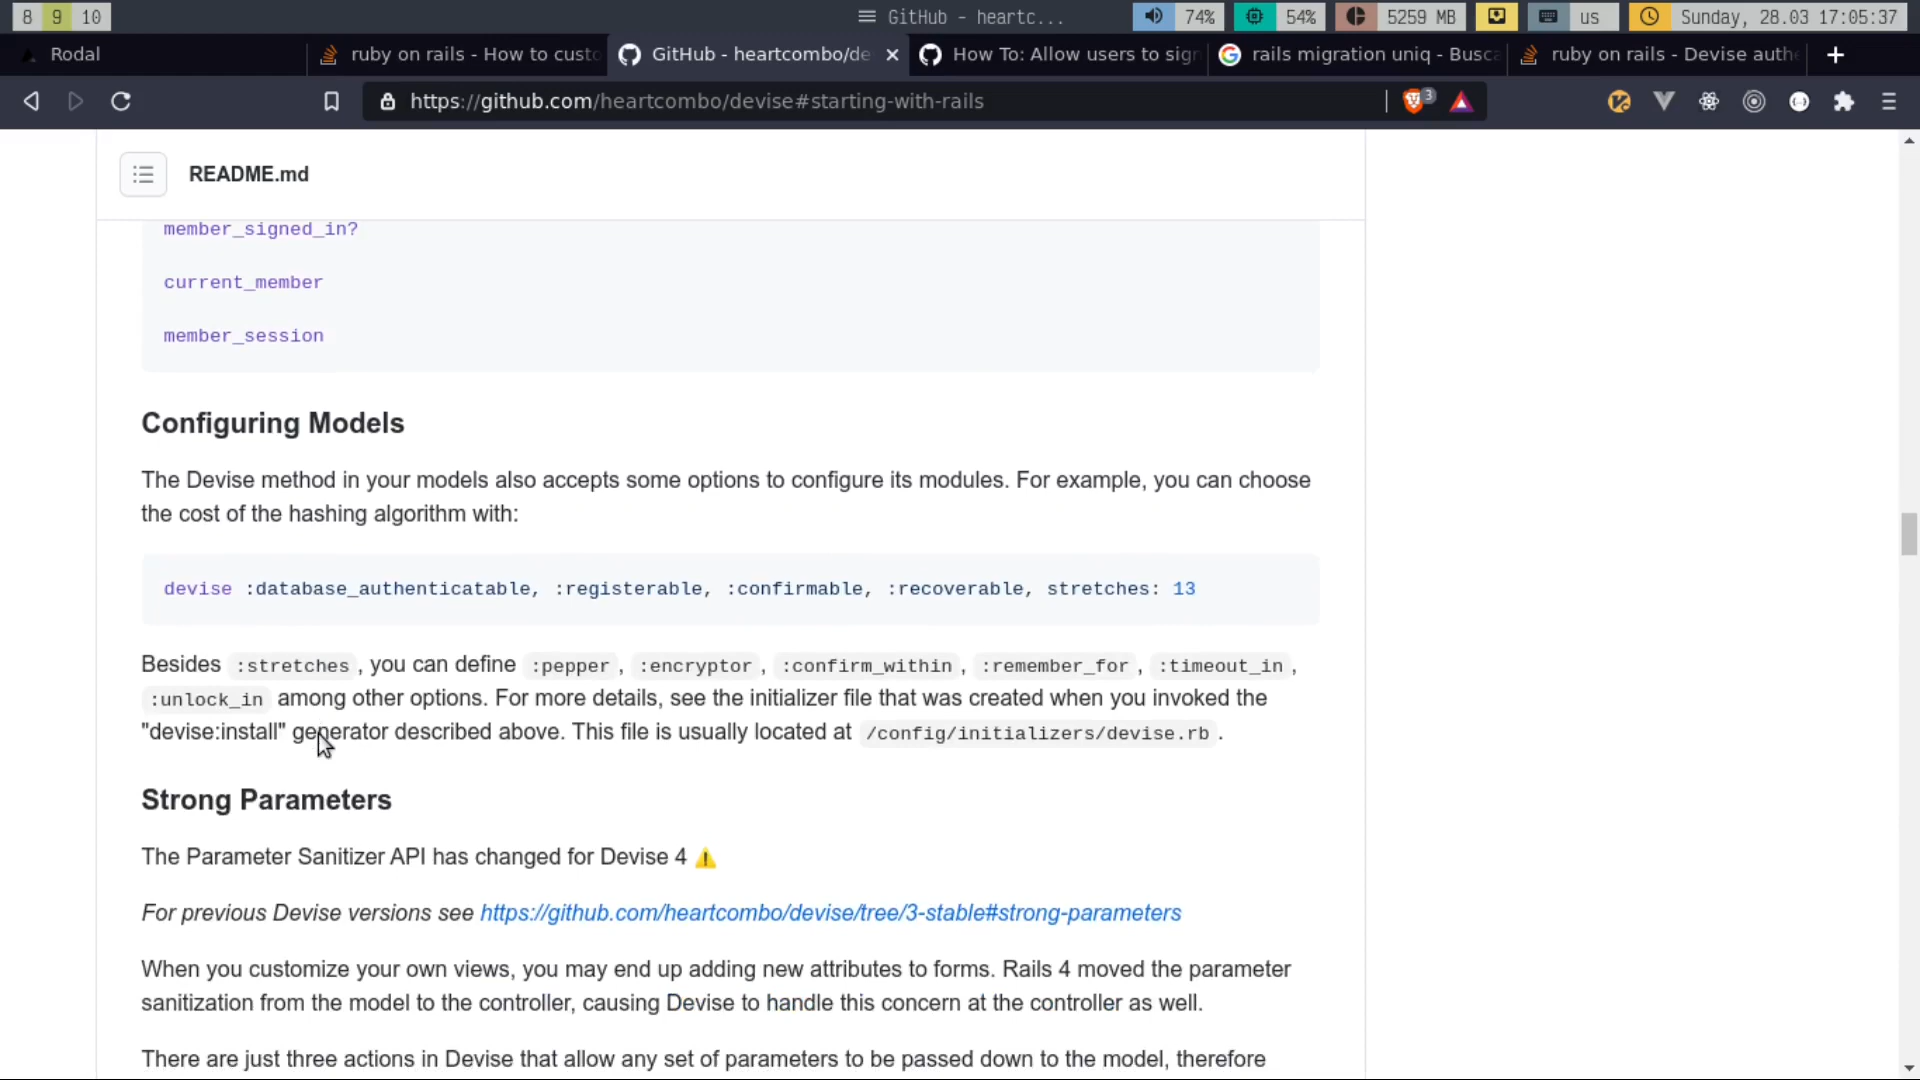 8 9 10
GitHub - heartc...
74%
54%
5259 MB
us
Sunday, 28.03 17:05:37
Rodal
ruby on rails - How to custo
GitHub - heartcombo/de
How To: Allow users to sign
rails migration uniq - Busca
ruby on rails - Devise authe
https://github.com/heartcombo/devise#starting-with-rails
3
README.md
member_signed_in?
current_member
member_session
Configuring Models
The Devise method in your models also accepts some options to configure its modules. For example, you can choose
the cost of the hashing algorithm with:
devise :database_authenticatable, :registerable, :confirmable, :recoverable, stretches: 13
Besides :stretches, you can define :pepper, :encryptor, :confirm_within, :remember_for, :timeout_in,
:unlock_in among other options. For more details, see the initializer file that was created when you invoked the
"devise:install" generator described above. This file is usually located at /config/initializers/devise.rb.
Strong Parameters
The Parameter Sanitizer API has changed for Devise 4 ⚠️
For previous Devise versions see https://github.com/heartcombo/devise/tree/3-stable#strong-parameters
When you customize your own views, you may end up adding new attributes to forms. Rails 4 moved the parameter
sanitization from the model to the controller, causing Devise to handle this concern at the controller as well.
There are just three actions in Devise that allow any set of parameters to be passed down to the model, therefore